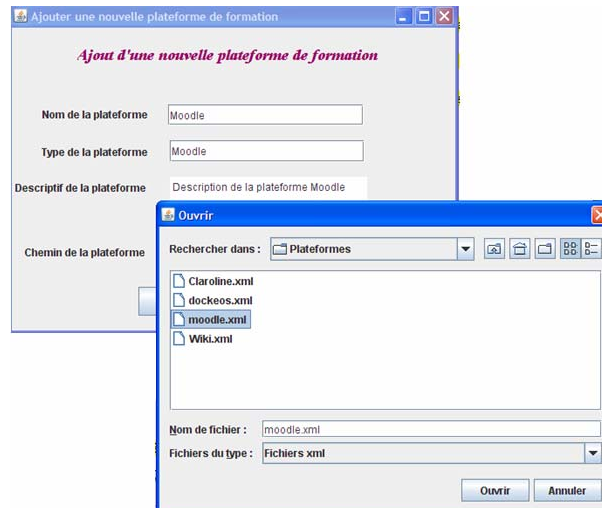 Ajouter une nouvelle plateforme de formation
Ajout d'une nouvelle plateforme de formation
Nom de la plateforme Moodle
Type de la plateforme Moodle
Descriptif de la plateforme Description de la plateforme Moodle
Chemin de la plateforme
Ouvrir
Rechercher dans : Plateformes
Claroline.xml
dockeos.xml
moodle.xml
Wiki.xml
Nom de fichier : moodle.xml
Fichiers du type : Fichiers xml
Ouvrir Annuler